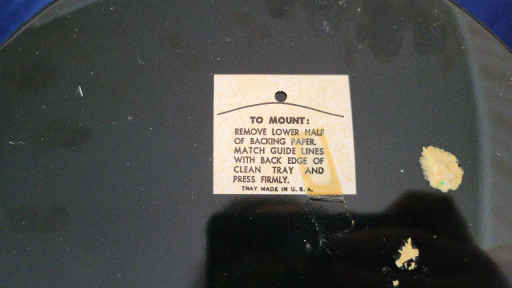 TO MOUNT:
REMOVE LOWER HALF
OF BACKING PAPER.
MATCH GUIDE LINES
WITH BACK EDGE OF
CLEAN TRAY AND
PRESS FIRMLY.
TRAY MADE IN U. S. A.